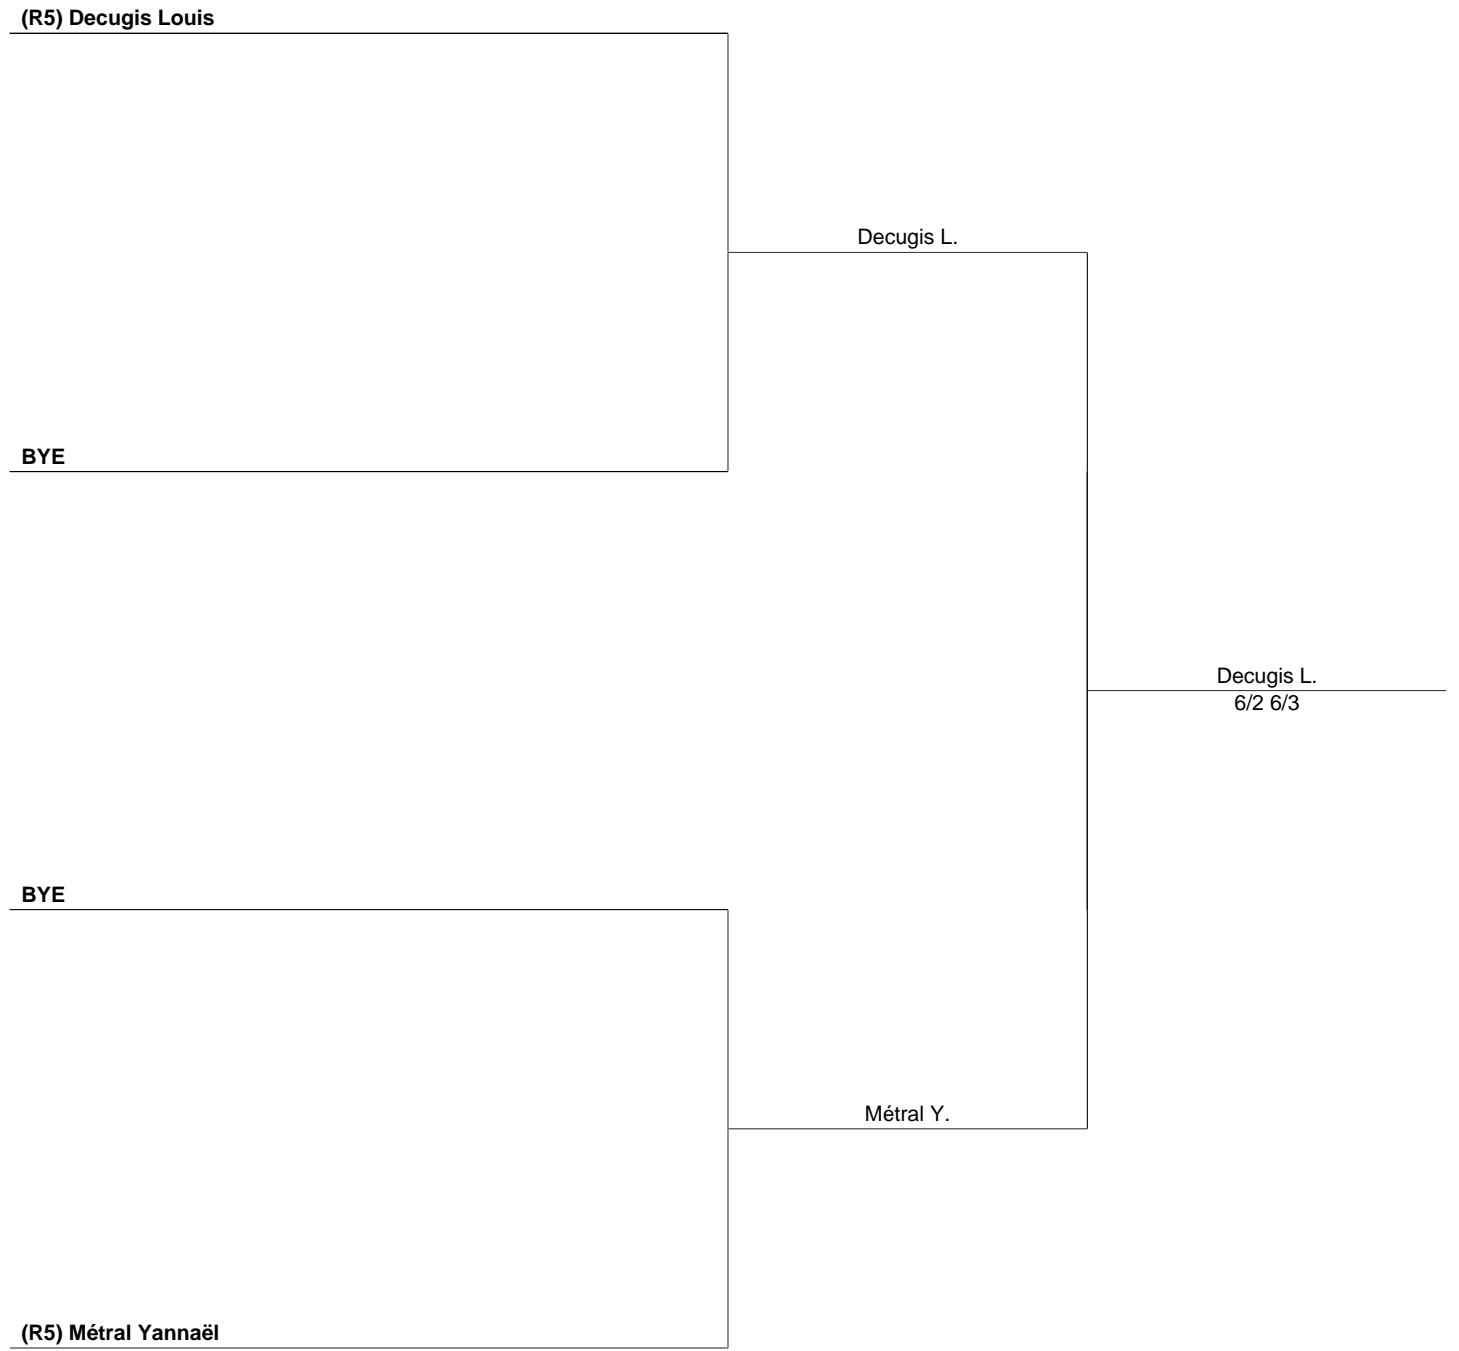 (R5) Decugis Louis
Decugis L.
BYE
Decugis L.
6/2 6/3
BYE
Métral Y.
(R5) Métral Yannaël